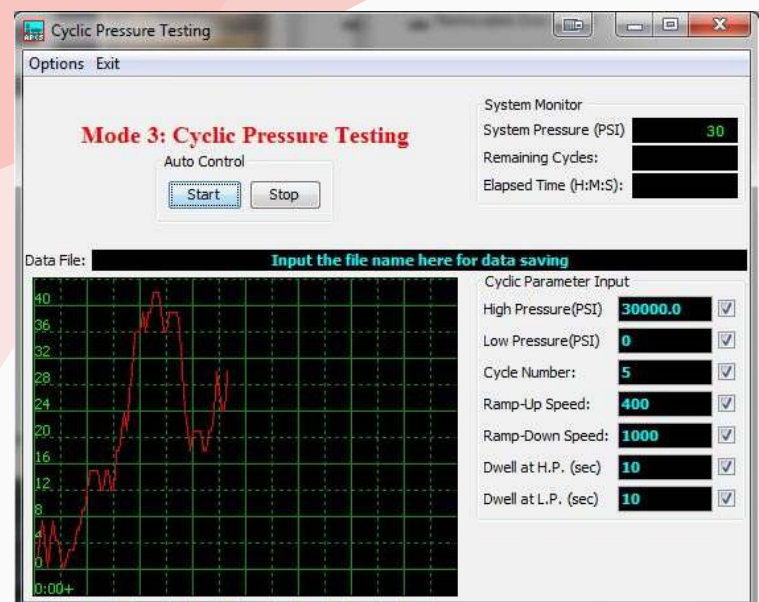 Cyclic Pressure Testing
Options Exit
Mode 3: Cyclic Pressure Testing
Auto Control
Start Stop
System Monitor
System Pressure (PSI) 30
Remaining Cycles:
Elapsed Time (H:M:S):
Data File: Input the file name here for data saving
40
36
32
28
24
20
16
12
8
4
0
0:00+
Cyclic Parameter Input
High Pressure(PSI) 30000.0
Low Pressure(PSI) 0
Cycle Number: 5
Ramp-Up Speed: 400
Ramp-Down Speed: 1000
Dwell at H.P. (sec) 10
Dwell at L.P. (sec) 10